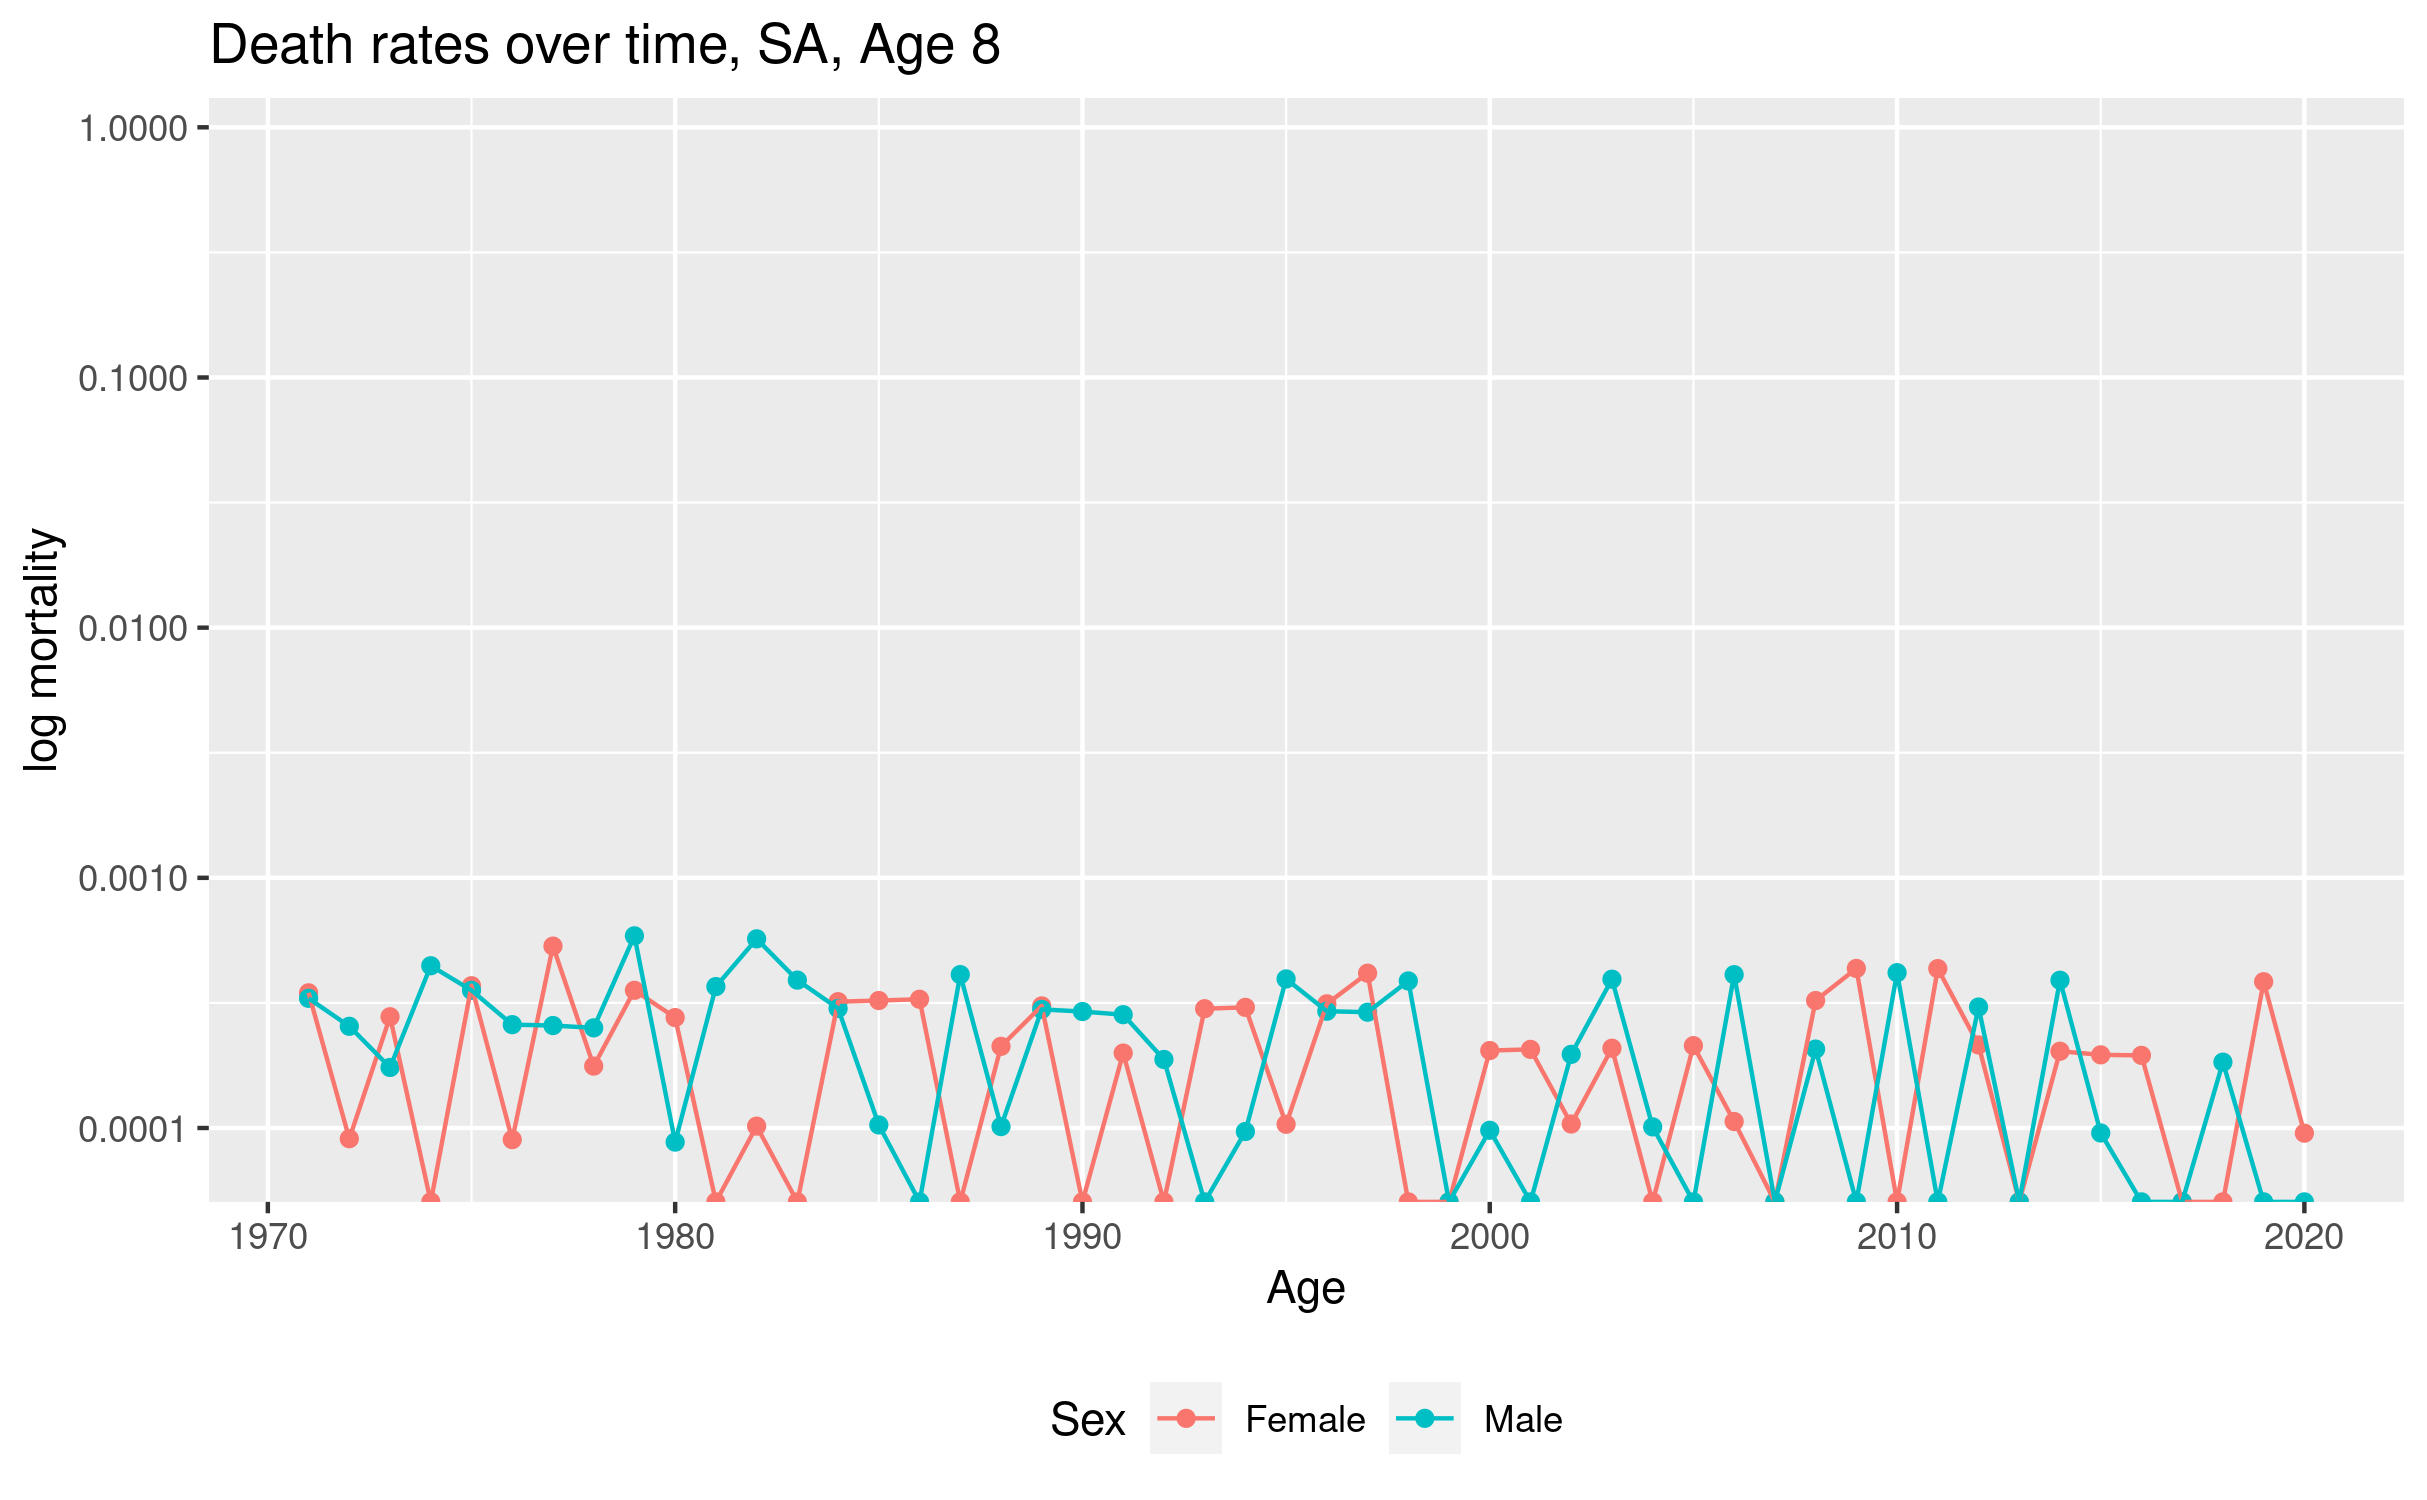 Death rates over time, SA, Age 8
log mortality
1.0000
0.1000
0.0100
0.0010
0.0001
1970 1980 1990 2000 2010 2020
Age
Sex Female Male